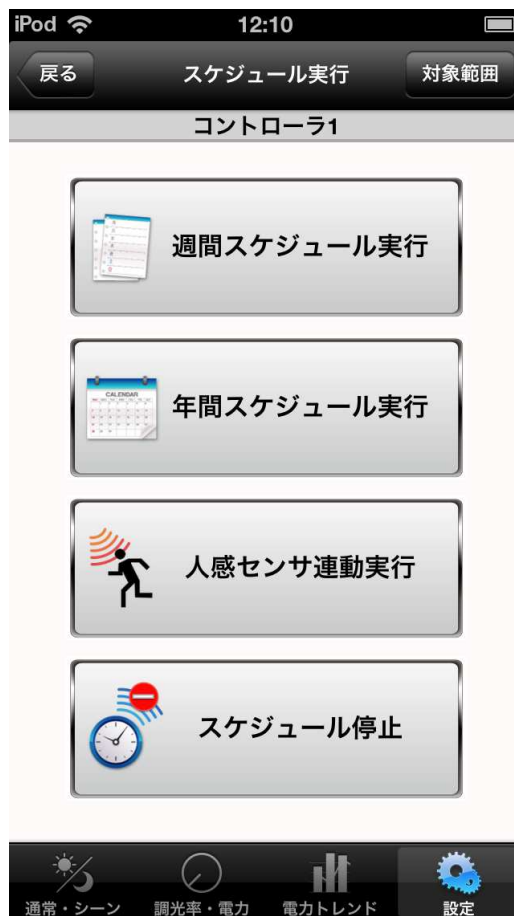 iPod 12:10
戻る スケジュール実行 対象範囲
コントローラ1
週間スケジュール実行
CALENDAR
年間スケジュール実行
人感センサ連動実行
スケジュール停止
通常・シーン 調光率・電力 電力トレンド 設定